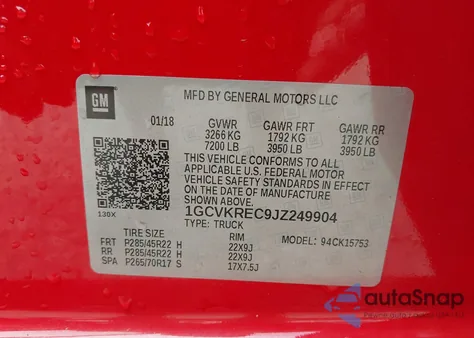 GM
MFD BY GENERAL MOTORS LLC
01/18 GVWR GAWR FRT GAWR RR
3266 KG 1792 KG 1792 KG
7200 LB 3950 LB 3950 LB
THIS VEHICLE CONFORMS TO ALL
APPLICABLE U.S. FEDERAL MOTOR
VEHICLE SAFETY STANDARDS IN EFFECT
ON THE DATE OF MANUFACTURE
SHOWN ABOVE.
1GCVKREC9JZ249904
130X TYPE: TRUCK
TIRE SIZE RIM MODEL: 94CK15753
FRT P285/45R22 H 22X9J
RR P285/45R22 H 22X9J
SPA P265/70R17 S 17X7.5J
autoSnap